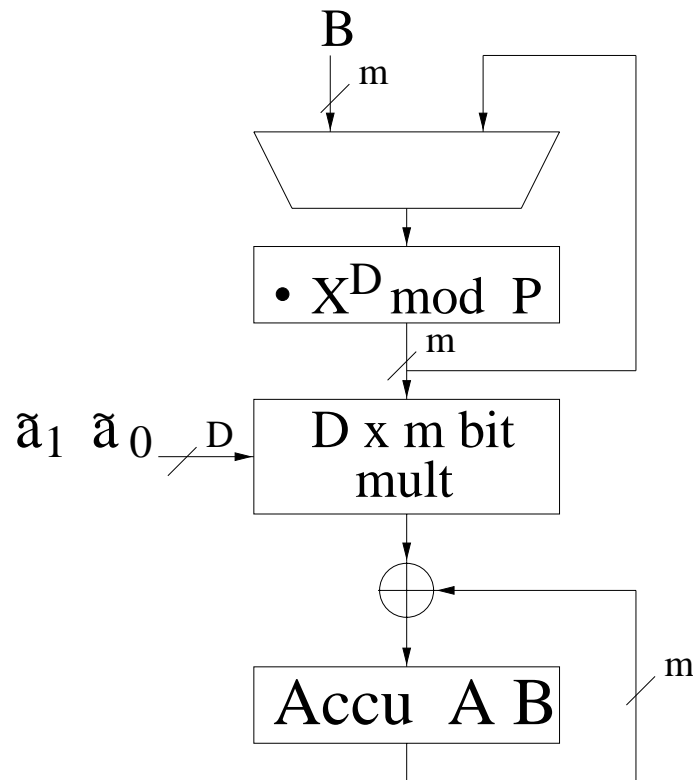 B
m
• X^D mod P
m
ã₁ ã₀
D
D x m bit
mult
m
Accu A B